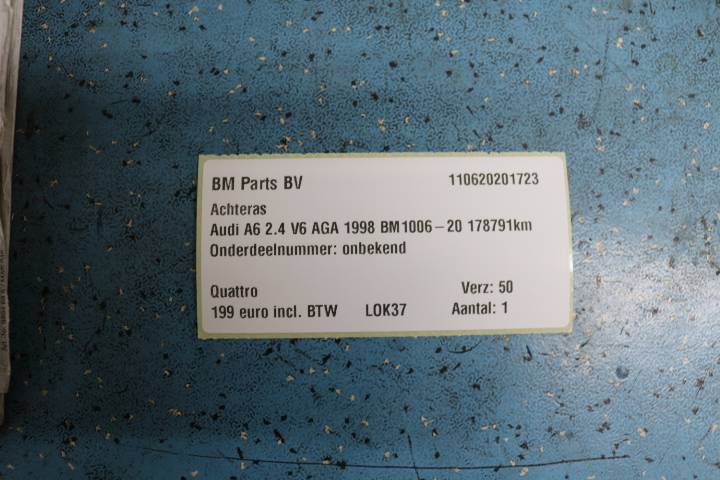 BM Parts BV 110620201723
Achteras
Audi A6 2.4 V6 AGA 1998 BM1006-20 178791km
Onderdeelnummer: onbekend
Quattro Verz: 50
199 euro incl. BTW LOK37 Aantal: 1